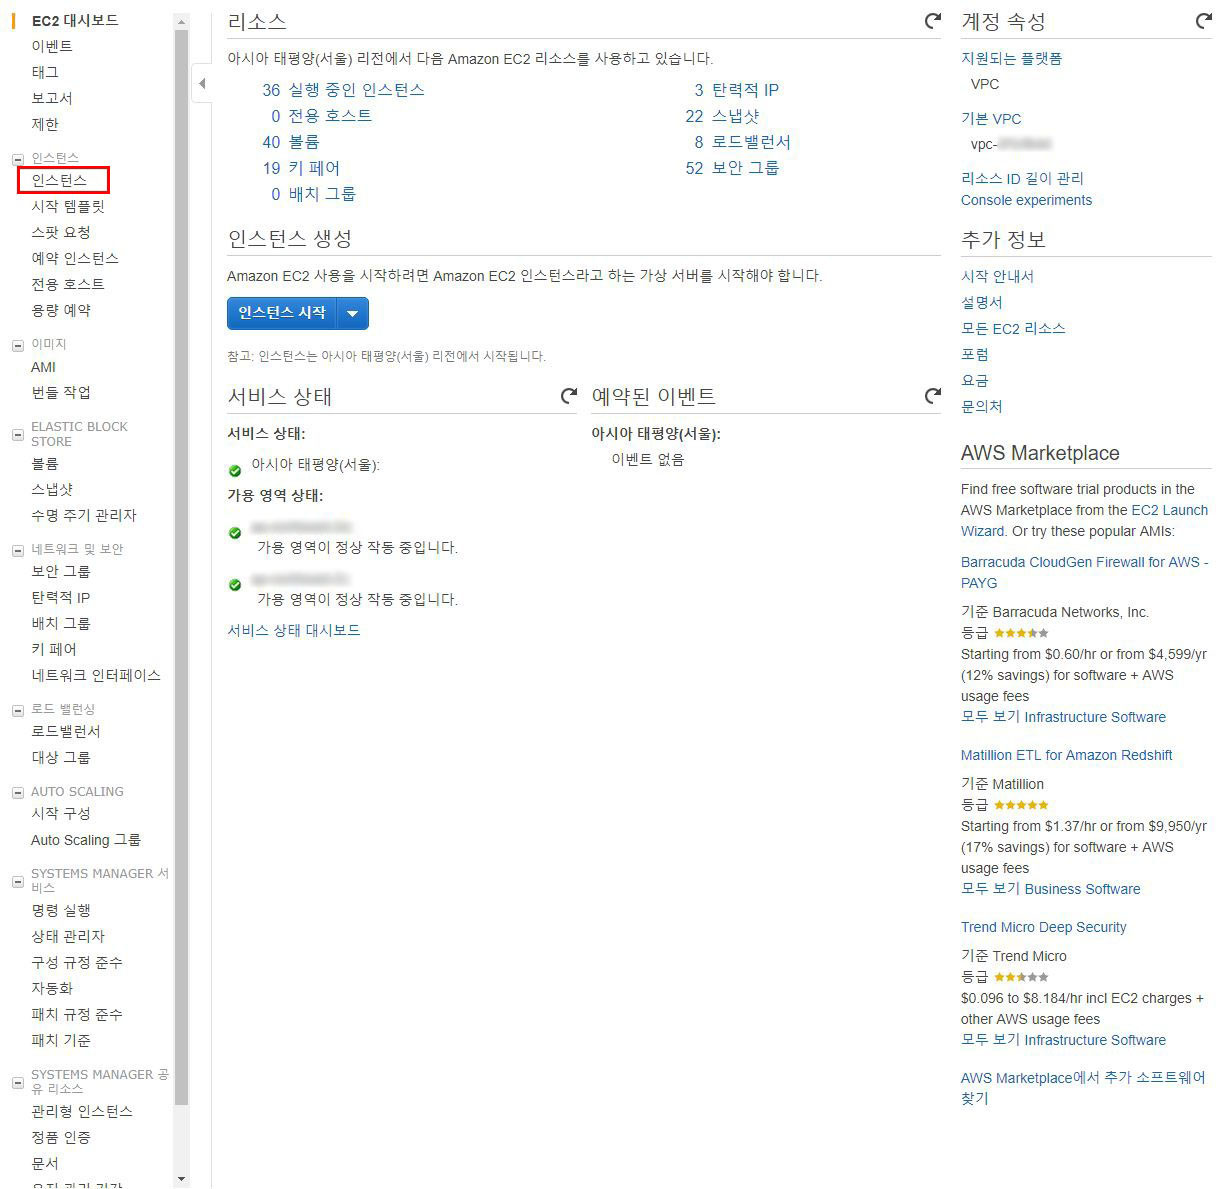 EC2 대시보드
이벤트
태그
보고서
제한
인스턴스
인스턴스
시작 템플릿
스팟 요청
예약 인스턴스
전용 호스트
용량 예약
이미지
AMI
번들 작업
ELASTIC BLOCK
STORE
볼륨
스냅샷
수명 주기 관리자
네트워크 및 보안
보안 그룹
탄력적 IP
배치 그룹
키 페어
네트워크 인터페이스
로드 밸런싱
로드밸런서
대상 그룹
AUTO SCALING
시작 구성
Auto Scaling 그룹
SYSTEMS MANAGER 서
비스
명령 실행
상태 관리자
구성 규정 준수
자동화
패치 규정 준수
패치 기준
SYSTEMS MANAGER 공
유 리소스
관리형 인스턴스
정품 인증
문서
리소스
아시아 태평양(서울) 리전에서 다음 Amazon EC2 리소스를 사용하고 있습니다.
36 실행 중인 인스턴스
0 전용 호스트
40 볼륨
19 키 페어
0 배치 그룹
3 탄력적 IP
22 스냅샷
8 로드밸런서
52 보안 그룹
인스턴스 생성
Amazon EC2 사용을 시작하려면 Amazon EC2 인스턴스라고 하는 가상 서버를 시작해야 합니다.
인스턴스 시작
참고: 인스턴스는 아시아 태평양(서울) 리전에서 시작됩니다.
서비스 상태
서비스 상태:
아시아 태평양(서울):
가용 영역 상태:
가용 영역이 정상 작동 중입니다.
가용 영역이 정상 작동 중입니다.
서비스 상태 대시보드
예약된 이벤트
아시아 태평양(서울):
이벤트 없음
계정 속성
지원되는 플랫폼
VPC
기본 VPC
vpc-
리소스 ID 길이 관리
Console experiments
추가 정보
시작 안내서
설명서
모든 EC2 리소스
포럼
요금
문의처
AWS Marketplace
Find free software trial products in the
AWS Marketplace from the EC2 Launch
Wizard. Or try these popular AMIs:
Barracuda CloudGen Firewall for AWS -
PAYG
기준 Barracuda Networks, Inc.
등급
Starting from $0.60/hr or from $4,599/yr
(12% savings) for software + AWS
usage fees
모두 보기 Infrastructure Software
Matillion ETL for Amazon Redshift
기준 Matillion
등급
Starting from $1.37/hr or from $9,950/yr
(17% savings) for software + AWS
usage fees
모두 보기 Business Software
Trend Micro Deep Security
기준 Trend Micro
등급
$0.096 to $8.184/hr incl EC2 charges +
other AWS usage fees
모두 보기 Infrastructure Software
AWS Marketplace에서 추가 소프트웨어
찾기